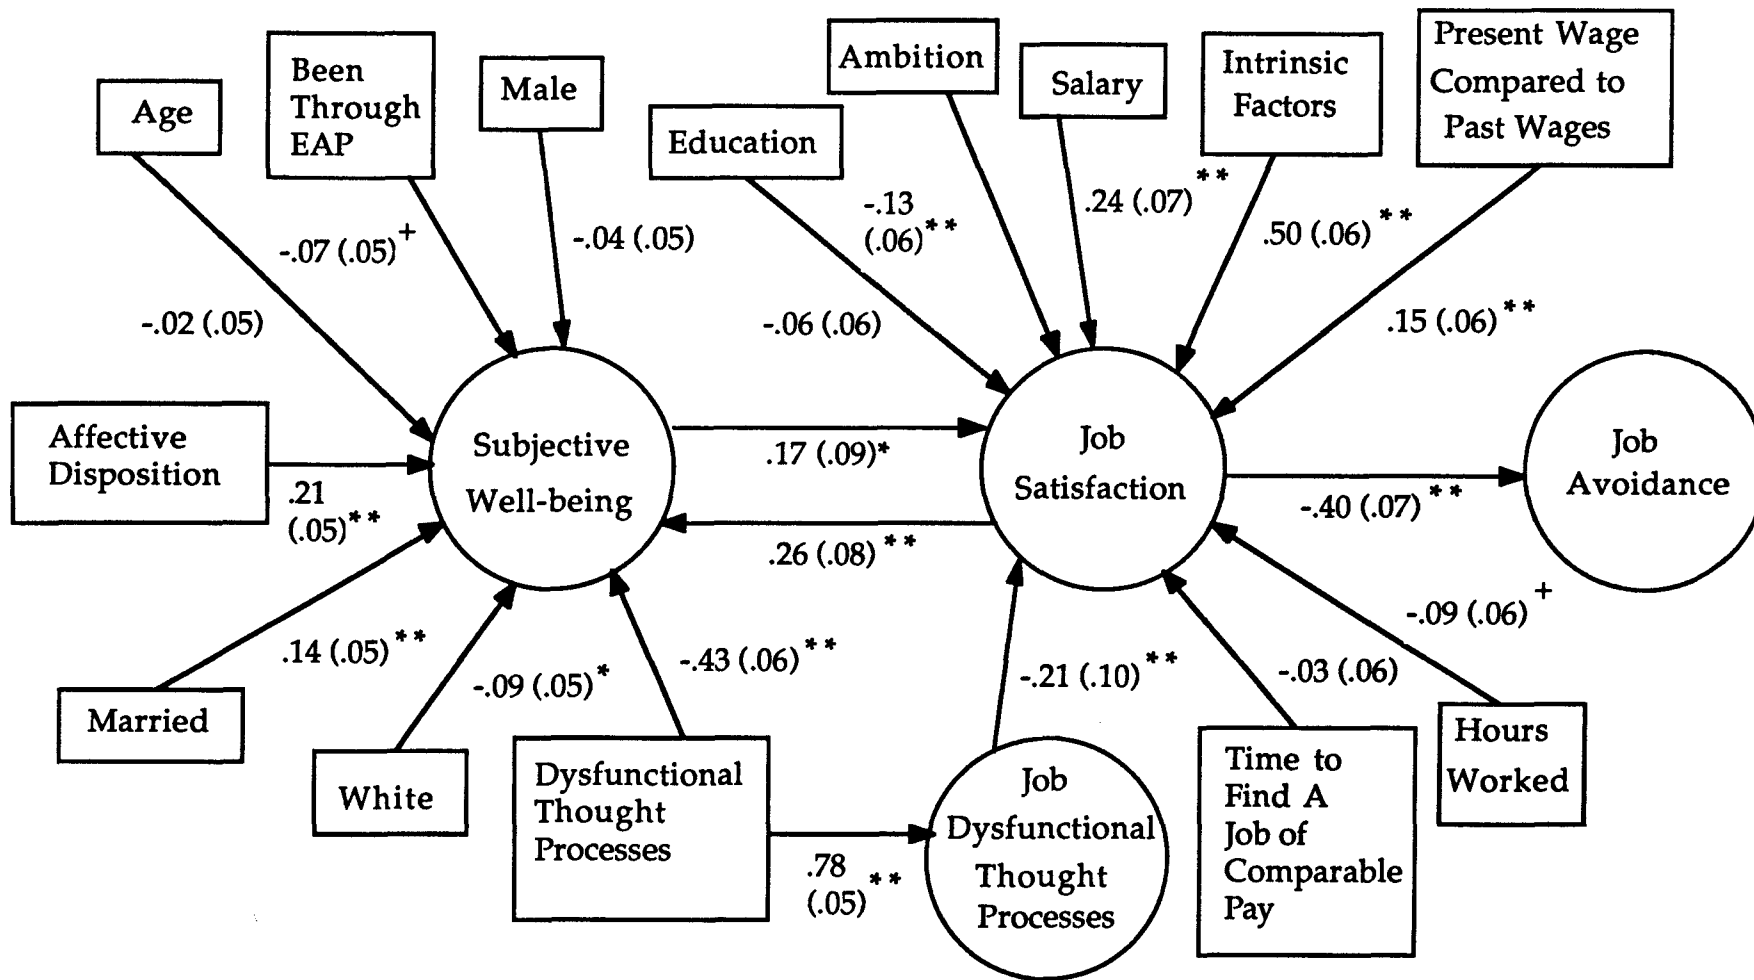 Age
Been
Through
EAP
Male
Education
Ambition
Salary
Intrinsic
Factors
Present Wage
Compared to
Past Wages
-.07 (.05)+
-.04 (.05)
-.13
(.06)**
.24 (.07)**
.50 (.06)**
-.02 (.05)
-.06 (.06)
.15 (.06)**
Affective
Disposition
.21
(.05)**
Subjective
Well-being
.17 (.09)*
.26 (.08)**
Job
Satisfaction
-.40 (.07)**
Job
Avoidance
.14 (.05)**
-.09 (.05)*
-.43 (.06)**
-.21 (.10)**
-.03 (.06)
-.09 (.06)+
Married
White
Dysfunctional
Thought
Processes
.78
(.05)**
Job
Dysfunctional
Thought
Processes
Time to
Find A
Job of
Comparable
Pay
Hours
Worked